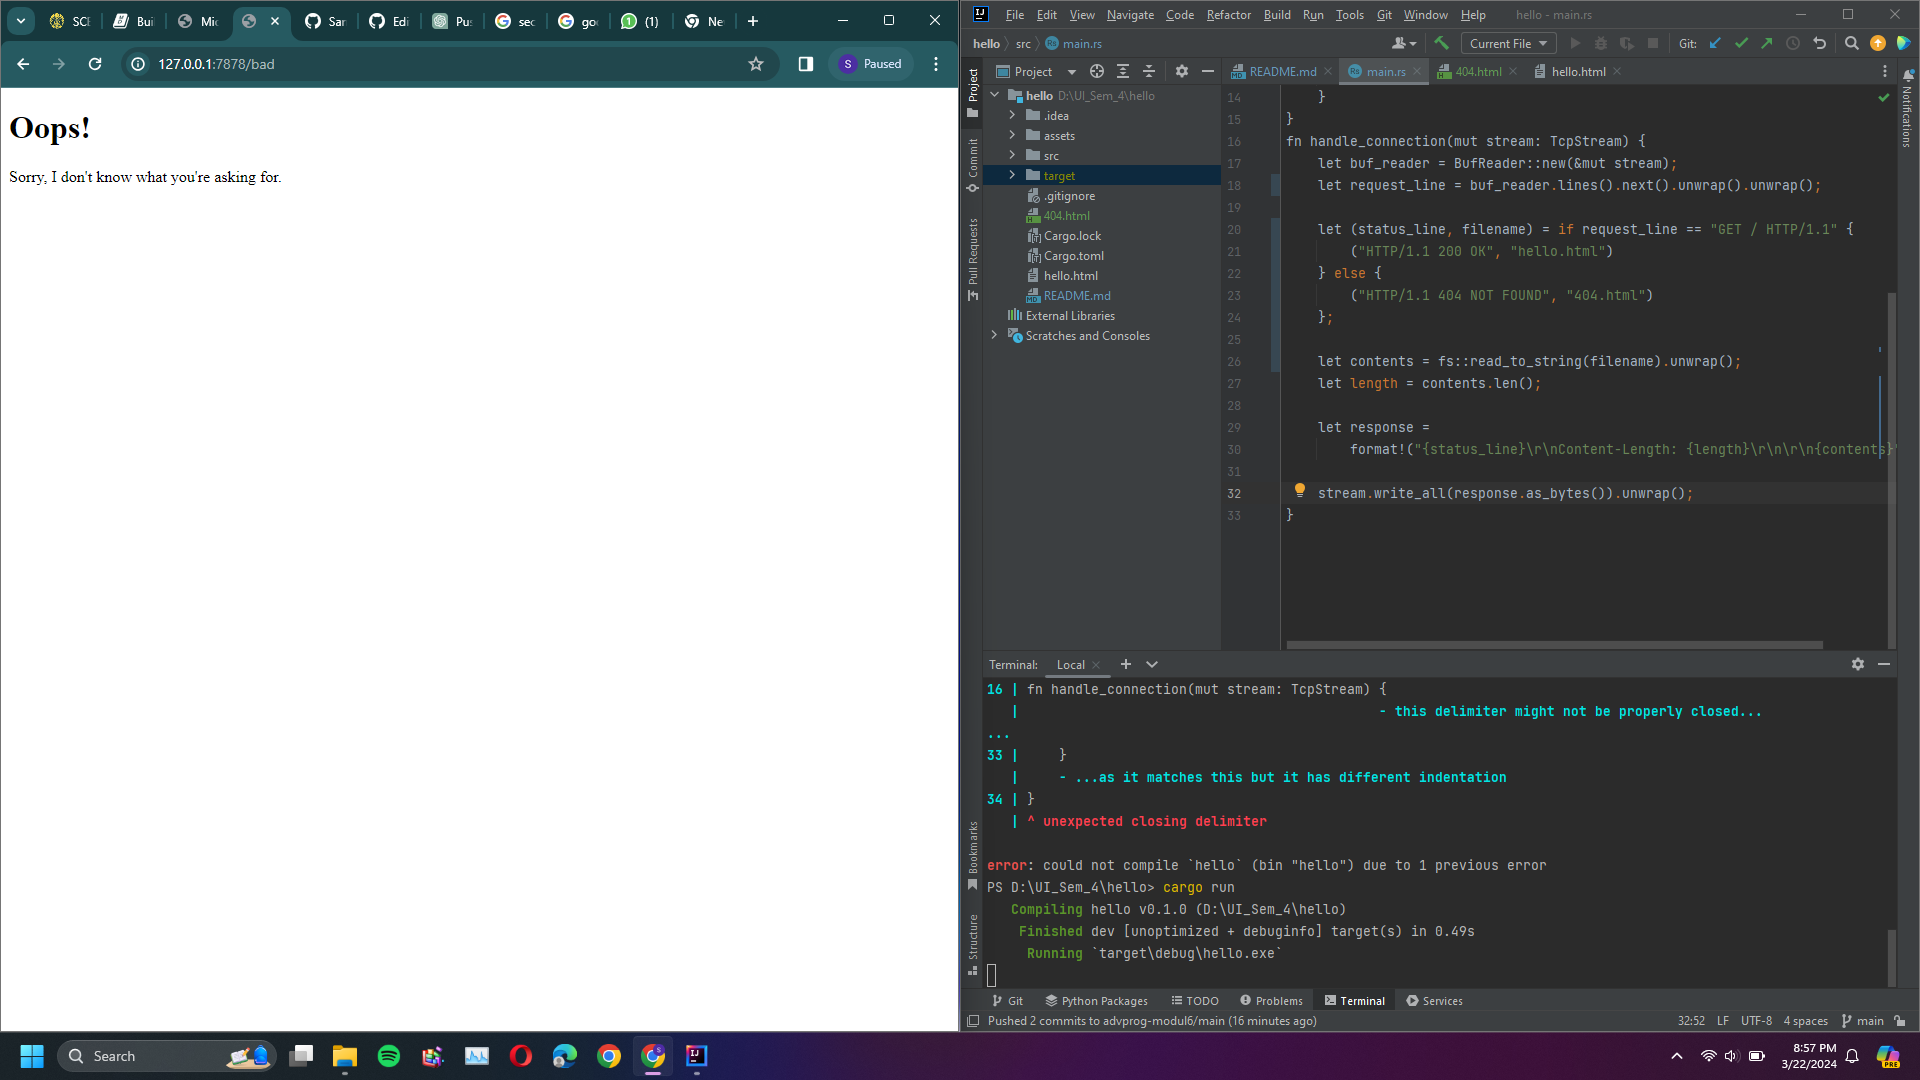 SCE
Bui
Mic
Sar
Edi
Pus
sec
goo
(1)
Ne
127.0.0.1:7878/bad
S Paused
Oops!
Sorry, I don't know what you're asking for.
File Edit View Navigate Code Refactor Build Run Tools Git Window Help hello - main.rs
hello src main.rs
Current File
Git:
Project
README.md
main.rs
404.html
hello.html
Project
Commit
Pull Requests
Bookmarks
Structure
Notifications
hello D:\UI_Sem_4\hello
.idea
assets
src
target
.gitignore
404.html
Cargo.lock
Cargo.toml
hello.html
README.md
External Libraries
Scratches and Consoles
14 }
15 }
16 fn handle_connection(mut stream: TcpStream) {
17 let buf_reader = BufReader::new(&mut stream);
18 let request_line = buf_reader.lines().next().unwrap().unwrap();
19
20 let (status_line, filename) = if request_line == "GET / HTTP/1.1" {
21 ("HTTP/1.1 200 OK", "hello.html")
22 } else {
23 ("HTTP/1.1 404 NOT FOUND", "404.html")
24 };
25
26 let contents = fs::read_to_string(filename).unwrap();
27 let length = contents.len();
28
29 let response =
30 format!("{status_line}\r\nContent-Length: {length}\r\n\r\n{contents}"
31
32 stream.write_all(response.as_bytes()).unwrap();
33 }
Terminal: Local
16 | fn handle_connection(mut stream: TcpStream) {
| - this delimiter might not be properly closed...
...
33 | }
| - ...as it matches this but it has different indentation
34 | }
| ^ unexpected closing delimiter
error: could not compile `hello` (bin "hello") due to 1 previous error
PS D:\UI_Sem_4\hello> cargo run
Compiling hello v0.1.0 (D:\UI_Sem_4\hello)
Finished dev [unoptimized + debuginfo] target(s) in 0.49s
Running `target\debug\hello.exe`
Git Python Packages TODO Problems Terminal Services
Pushed 2 commits to advprog-modul6/main (16 minutes ago)
32:52 LF UTF-8 4 spaces main
Search
8:57 PM
3/22/2024